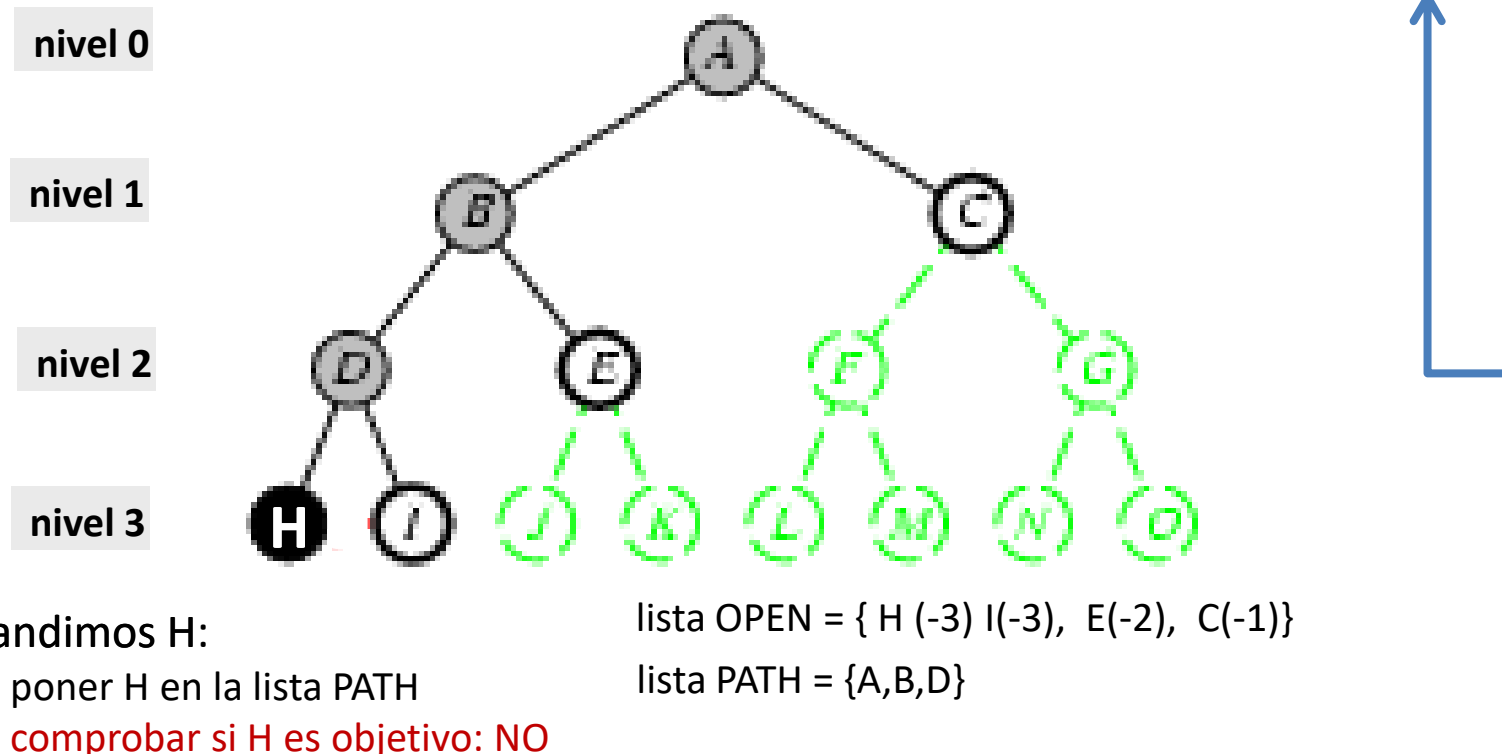 nivel 0
A
nivel 1
B C
nivel 2
D E F G
nivel 3
H I J K L M N O
andimos H:
poner H en la lista PATH
comprobar si H es objetivo: NO
lista OPEN = { H (-3) I(-3), E(-2), C(-1)}
lista PATH = {A,B,D}